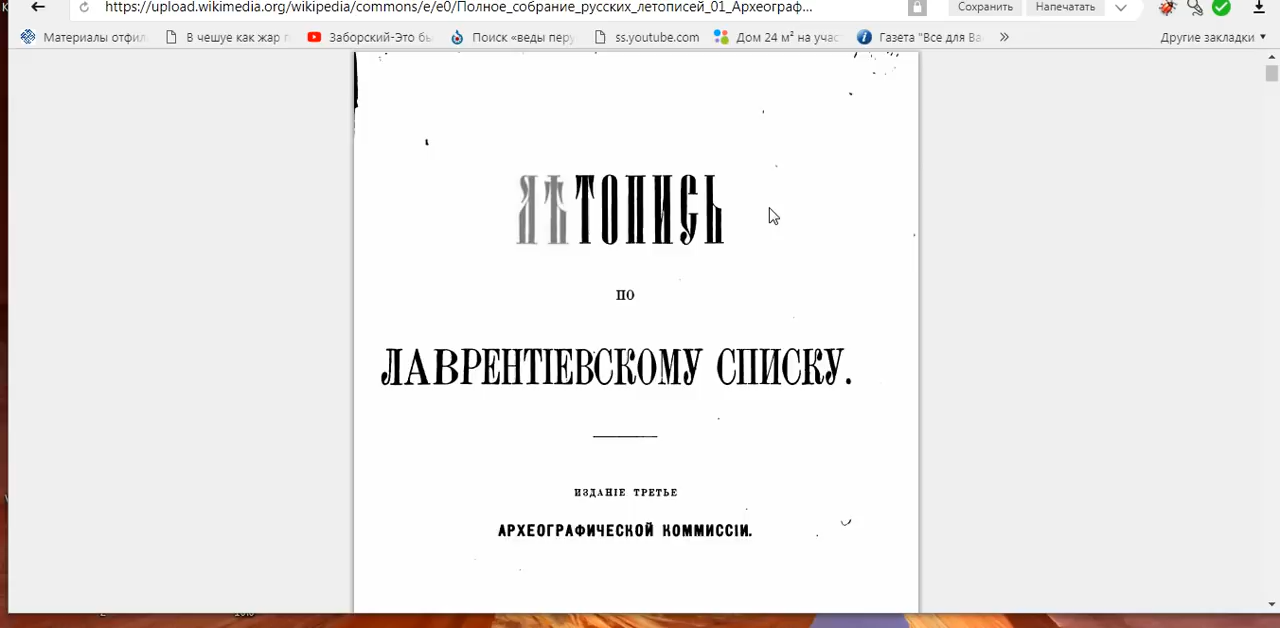 https://upload.wikimedia.org/wikipedia/commons/e/e0/Полное_собрание_русских_летописей_01_Археограф...
Сохранить
Напечатать
Материалы отфил
В чешуе как жар
Заборский-Это бы
Поиск «веды перу
ss.youtube.com
Дом 24 м² на учас
Газета "Все для Ва
»
Другие закладки
ЛѢТОПИСЬ
ПО
ЛАВРЕНТІЕВСКОМУ СПИСКУ.
ИЗДАНІЕ ТРЕТЬЕ
АРХЕОГРАФИЧЕСКОЙ КОММИССІИ.